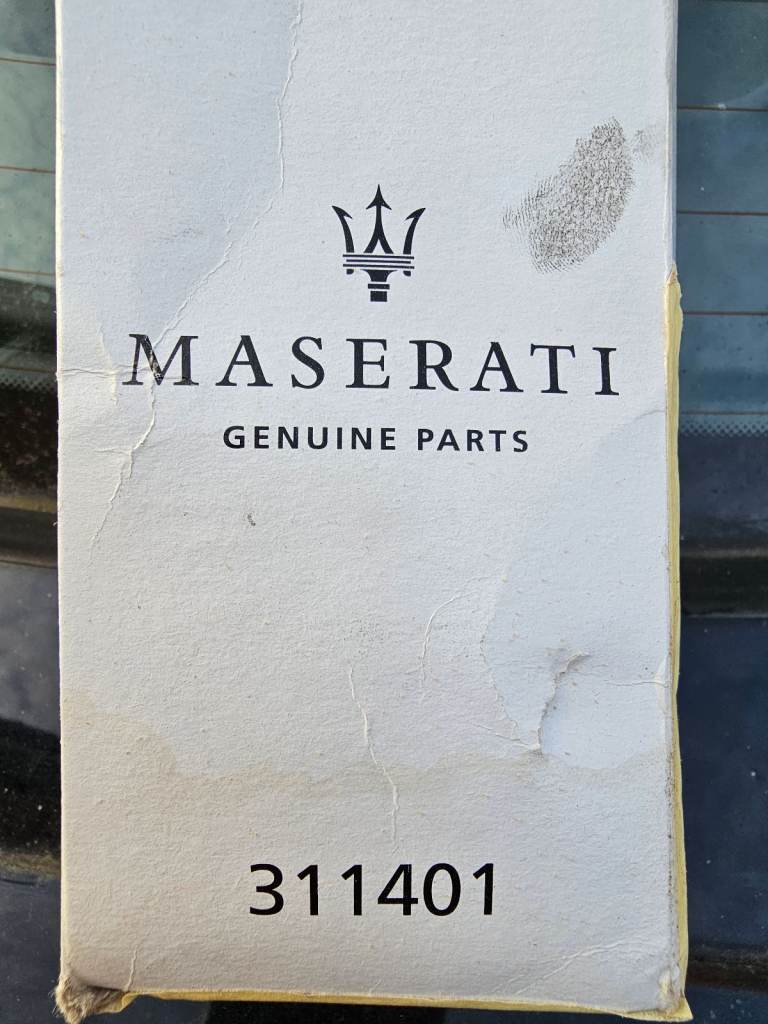 MASERATI
GENUINE PARTS
311401